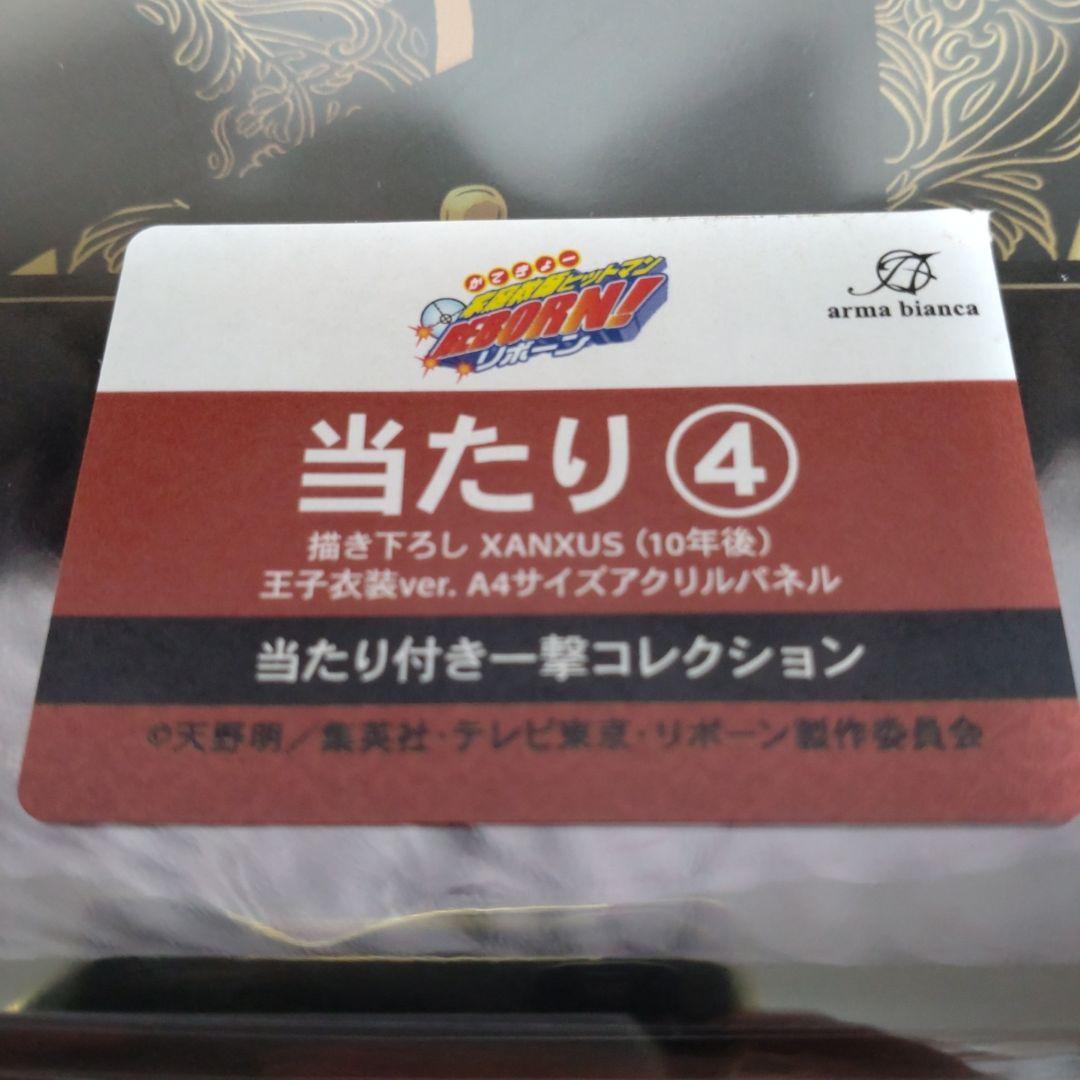 かてきょー
家庭教師ヒットマン
REBORN!
リボーン
arma bianca
当たり④
描き下ろし XANXUS（10年後）
王子衣装ver. A4サイズアクリルパネル
当たり付き一撃コレクション
©天野明／集英社・テレビ東京・リボーン製作委員会